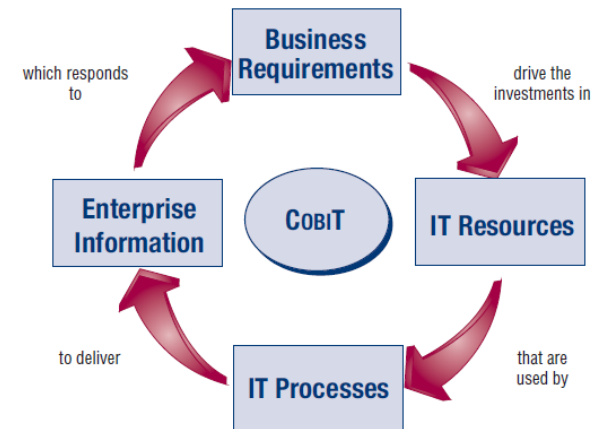 Business
Requirements
which responds
to
drive the
investments in
Enterprise
Information
COBIT
IT Resources
to deliver
that are
used by
IT Processes